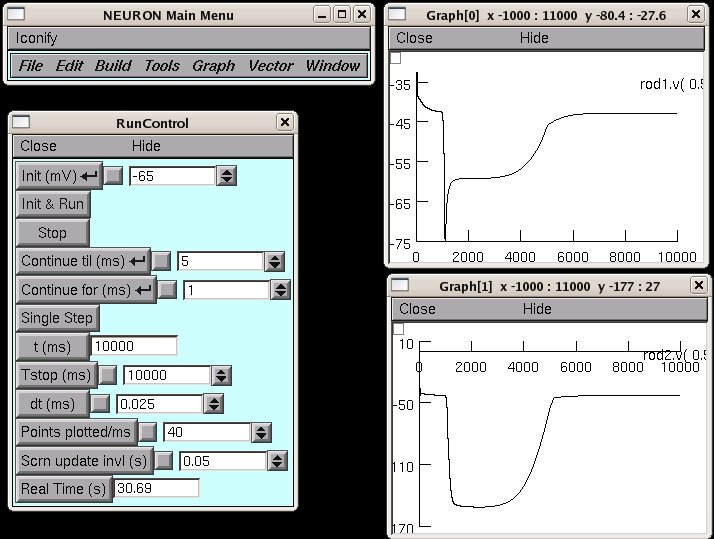 NEURON Main Menu
Iconify
File Edit Build Tools Graph Vector Window
RunControl
Close Hide
Init (mV) -65
Init & Run
Stop
Continue til (ms) 5
Continue for (ms) 1
Single Step
t (ms) 10000
Tstop (ms) 10000
dt (ms) 0.025
Points plotted/ms 40
Scrn update invl (s) 0.05
Real Time (s) 30.69
Graph[0] x -1000 : 11000 y -80.4 : -27.6
Close Hide
-35
rod1.v( 0.5
-45
-55
-65
-75
0 2000 4000 6000 8000 10000
Graph[1] x -1000 : 11000 y -177 : 27
Close Hide
10
rod2.v( 0.5
0 2000 4000 6000 8000 10000
-50
110
170